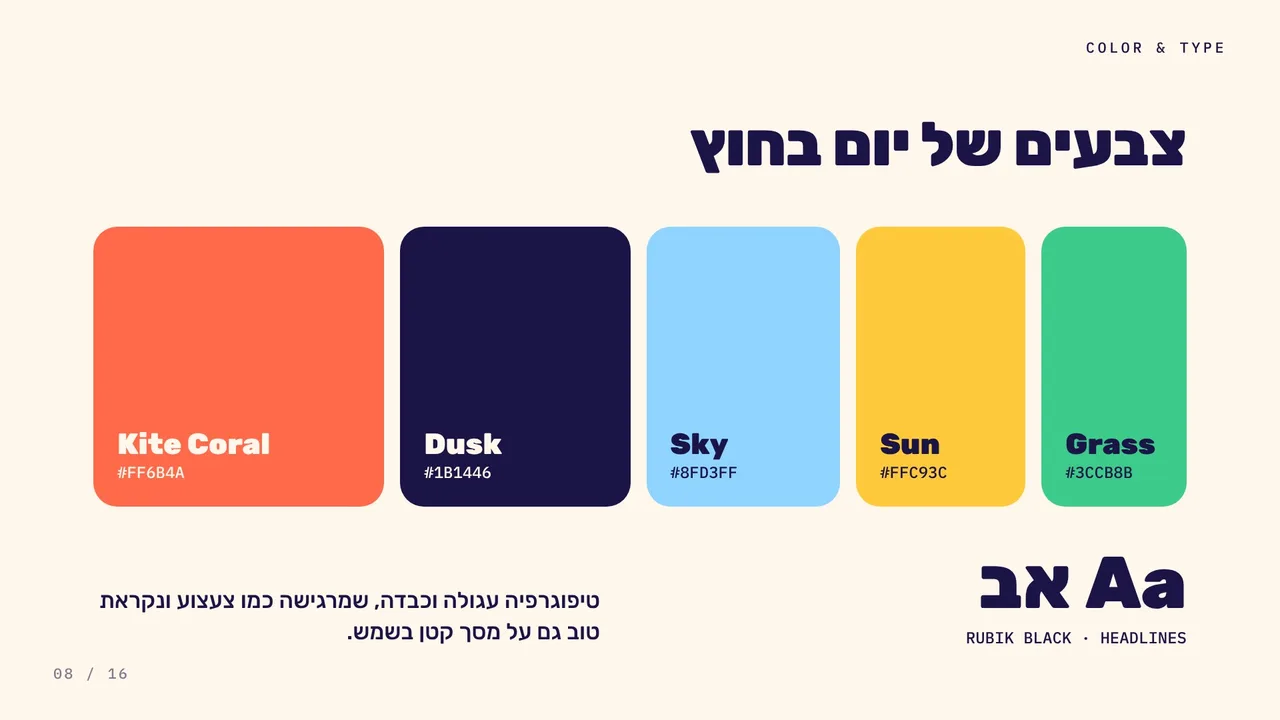 COLOR & TYPE
צבעים של יום בחוץ
Kite Coral
#FF6B4A
Dusk
#1B1446
Sky
#8FD3FF
Sun
#FFC93C
Grass
#3CCB8B
Aa אב
RUBIK BLACK · HEADLINES
טיפוגרפיה עגולה וכבדה, שמרגישה כמו צעצוע ונקראת
טוב גם על מסך קטן בשמש.
08 / 16